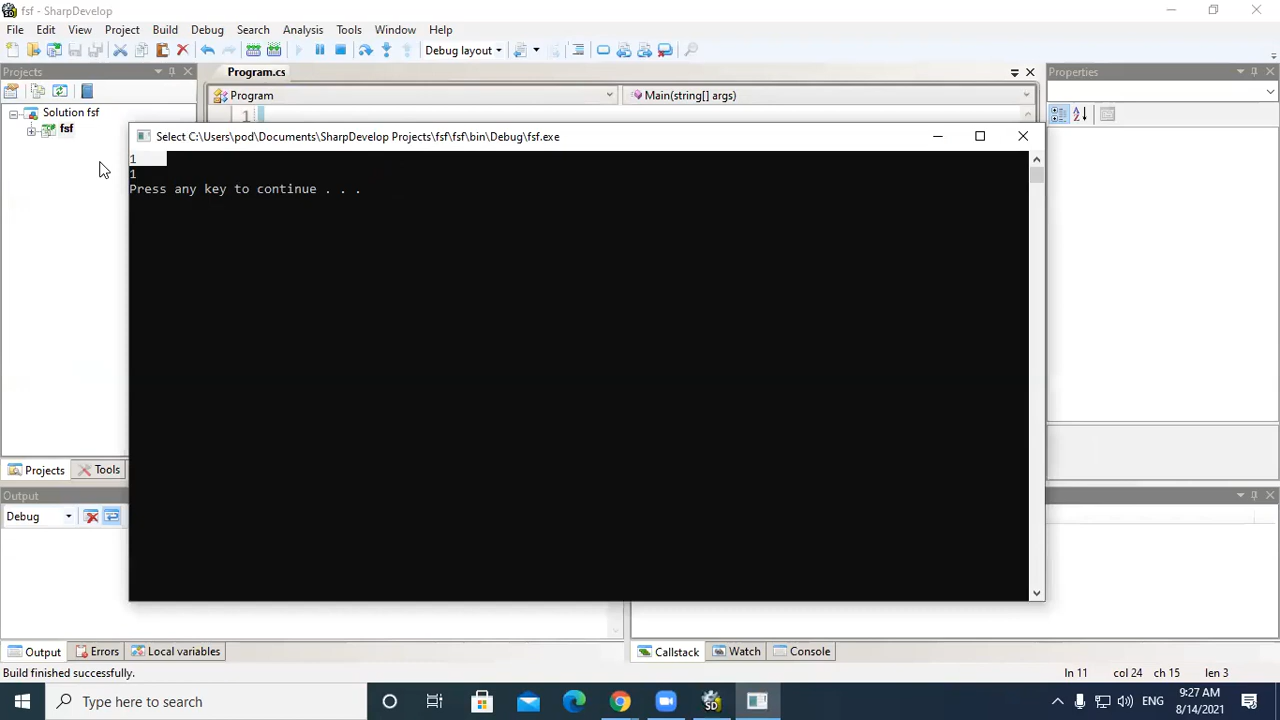 fsf - SharpDevelop
File Edit View Project Build Debug Search Analysis Tools Window Help
Debug layout
Projects
Program.cs
Properties
Program
Main(string[] args)
Solution fsf
1
fsf
Select C:\Users\pod\Documents\SharpDevelop Projects\fsf\fsf\bin\Debug\fsf.exe
1
1
Press any key to continue . . .
Projects Tools
Output
Debug
Output Errors Local variables
Callstack Watch Console
Build finished successfully.
Ln 11 col 24 ch 15 len 3
Type here to search
ENG
9:27 AM
8/14/2021